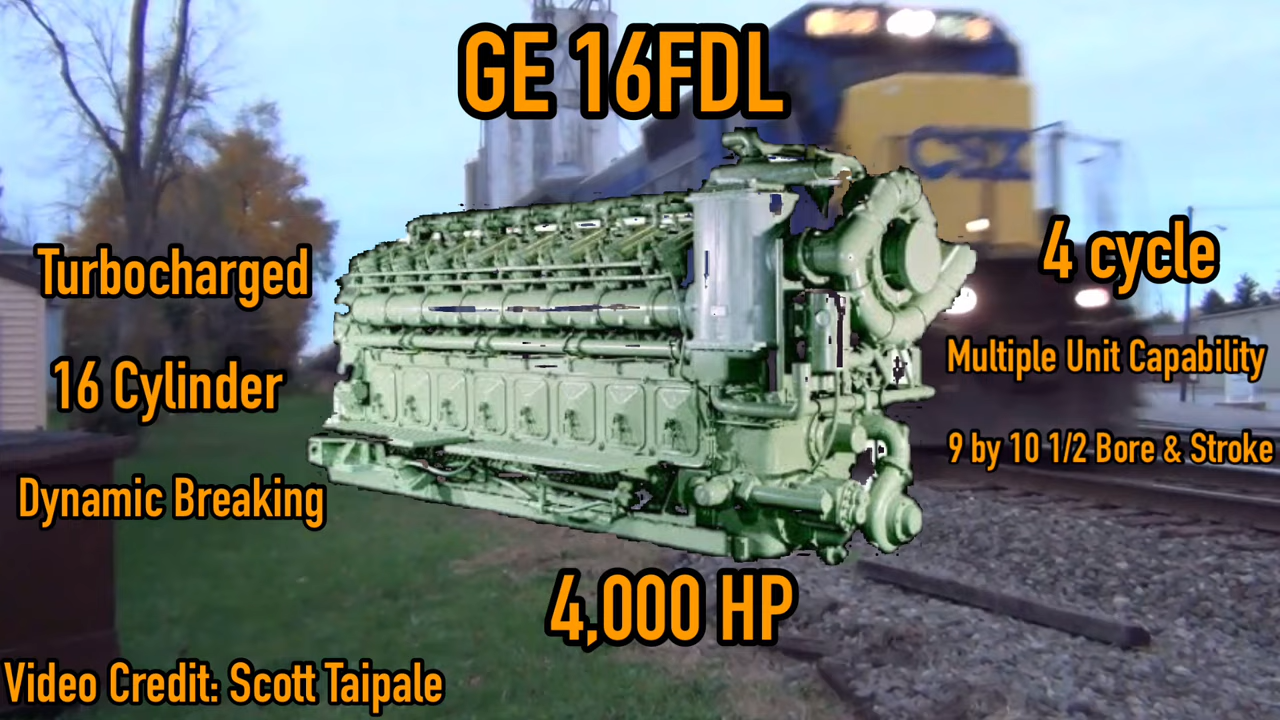 GE 16FDL
CSX
Turbocharged
4 cycle
16 Cylinder
Multiple Unit Capability
Dynamic Breaking
9 by 10 1/2 Bore & Stroke
4,000 HP
Video Credit: Scott Taipale